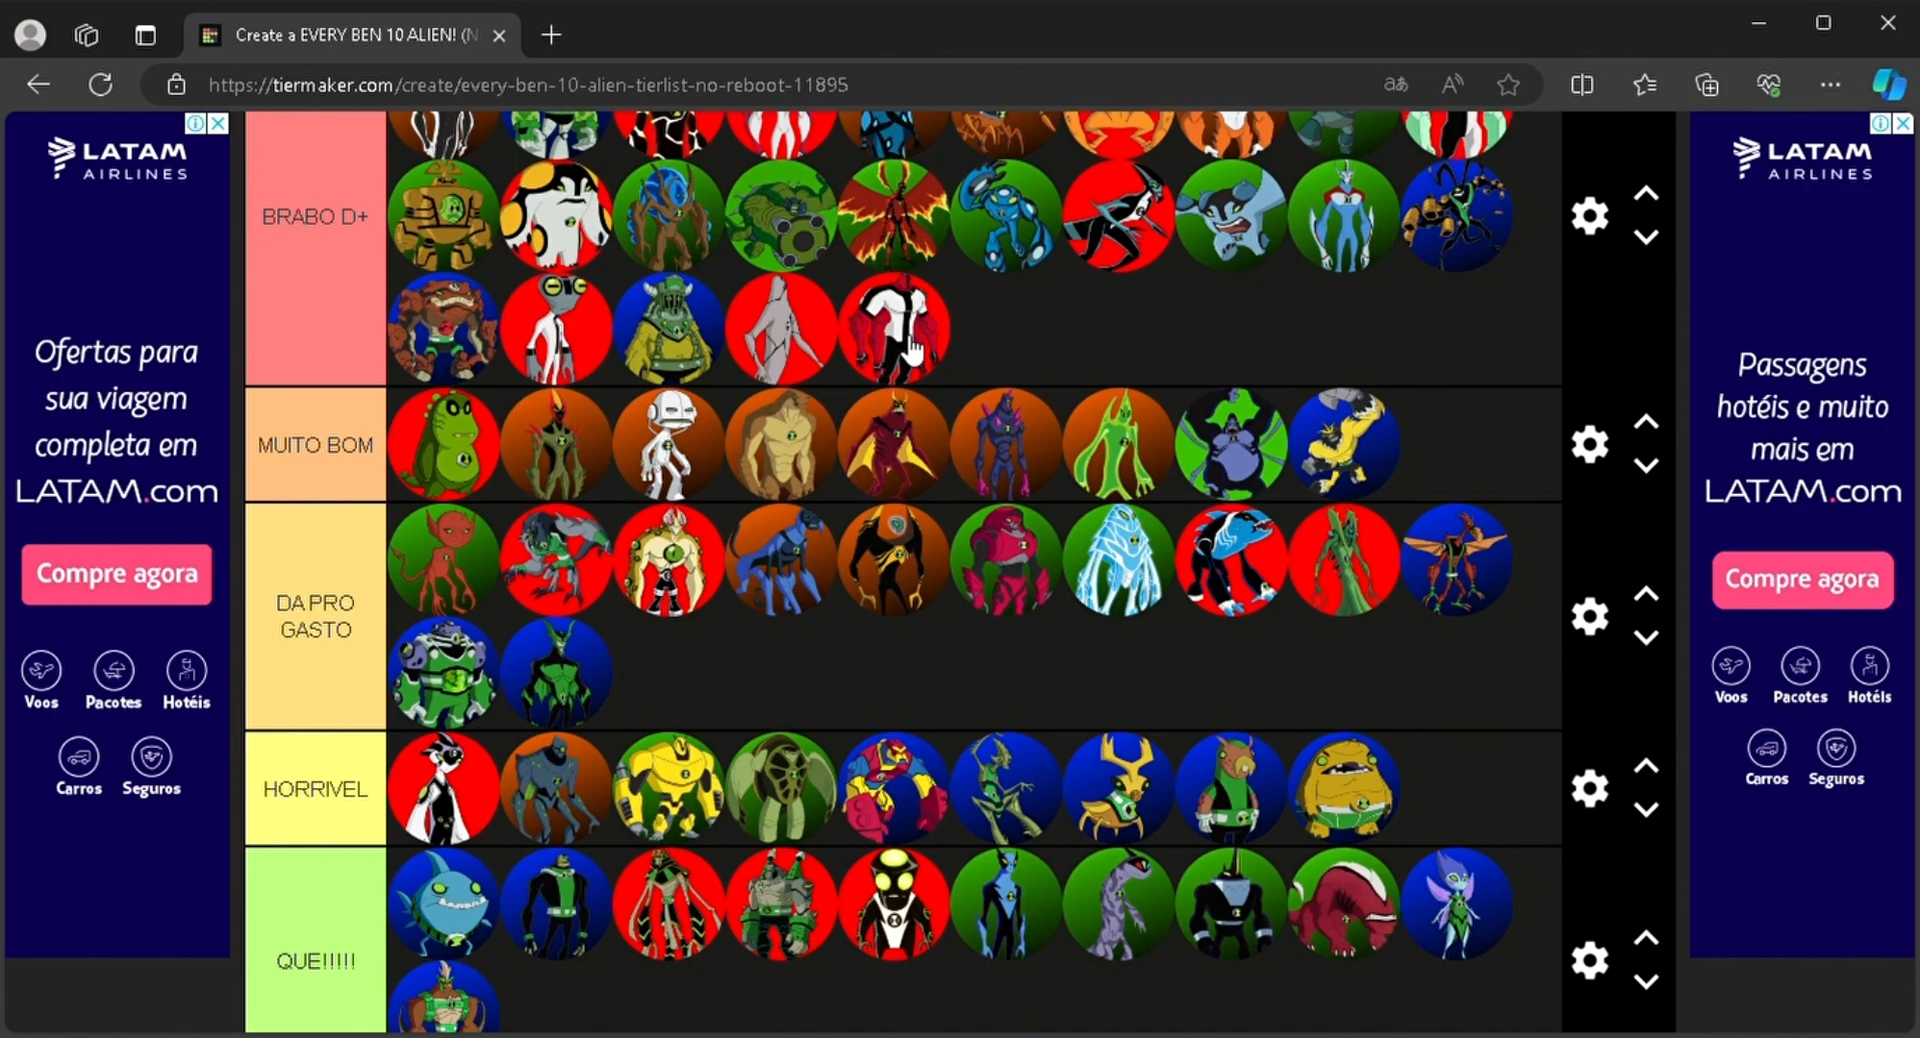 Create a EVERY BEN 10 ALIEN! (N
https://tiermaker.com/create/every-ben-10-alien-tierlist-no-reboot-11895
LATAM
AIRLINES
Ofertas para
sua viagem
completa em
LATAM.com
Compre agora
Voos
Pacotes
Hotéis
Carros
Seguros
BRABO D+
MUITO BOM
DA PRO
GASTO
HORRIVEL
QUE!!!!!
LATAM
AIRLINES
Passagens
hotéis e muito
mais em
LATAM.com
Compre agora
Voos
Pacotes
Hotéis
Carros
Seguros